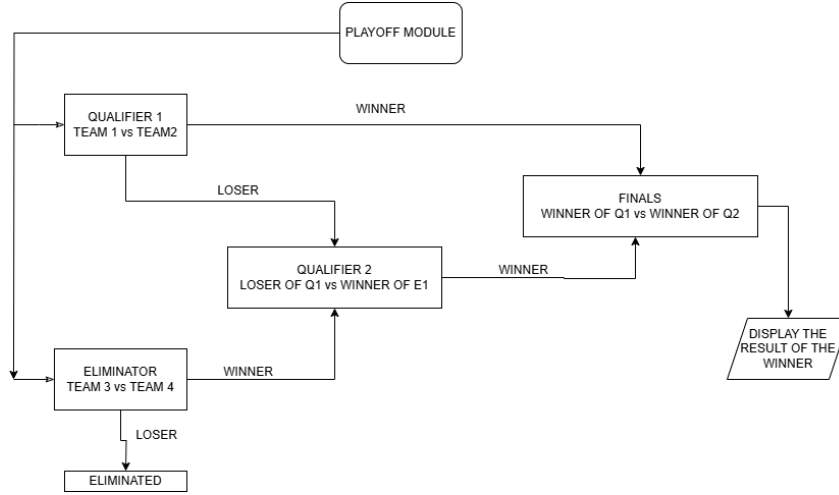 PLAYOFF MODULE
QUALIFIER 1
TEAM 1 vs TEAM2
WINNER
LOSER
FINALS
WINNER OF Q1 vs WINNER OF Q2
QUALIFIER 2
LOSER OF Q1 vs WINNER OF E1
WINNER
DISPLAY THE
RESULT OF THE
WINNER
ELIMINATOR
TEAM 3 vs TEAM 4
WINNER
LOSER
ELIMINATED